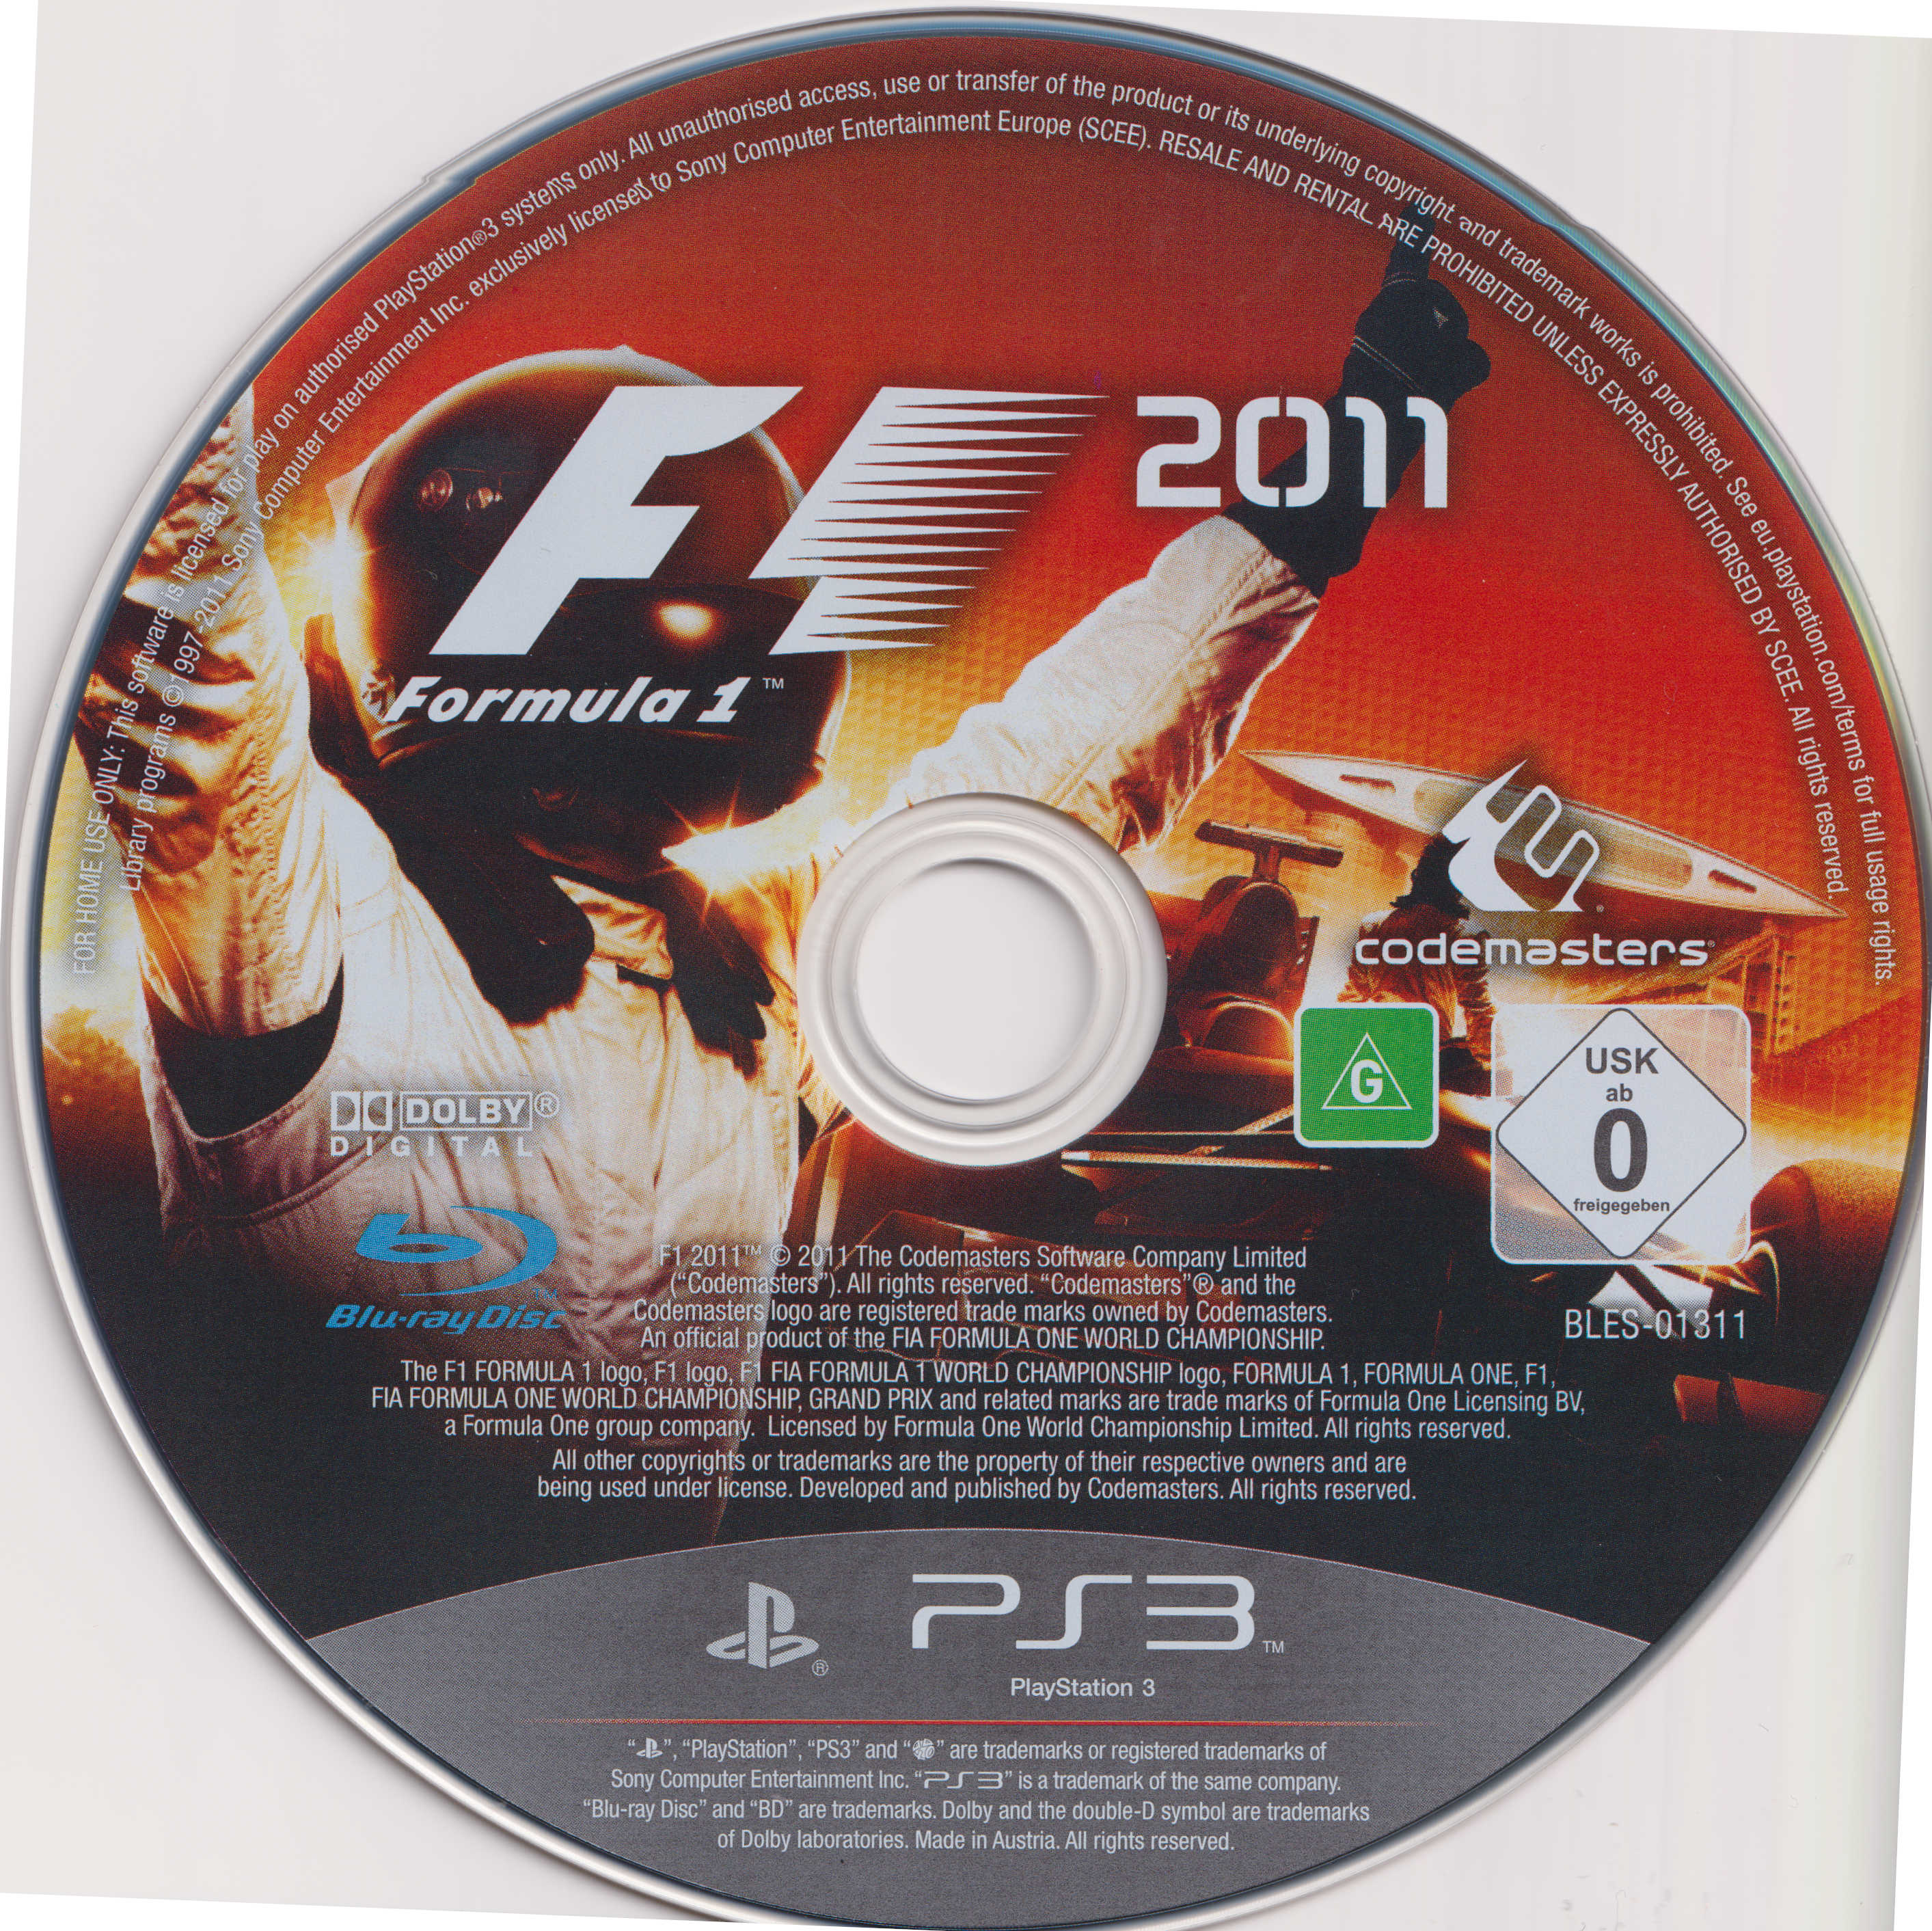 FOR HOME USE ONLY: This software is licensed for play on authorised PlayStation®3 systems only. All unauthorised access, use or transfer of the product or its underlying copyright and trademark works is prohibited. See eu.playstation.com/terms for full usage rights.
Library programs ©1997-2011 Sony Computer Entertainment Inc. exclusively licensed to Sony Computer Entertainment Europe (SCEE). RESALE AND RENTAL ARE PROHIBITED UNLESS EXPRESSLY AUTHORISED BY SCEE. All rights reserved.
F1 2011
Formula 1™
codemasters®
G
USK
ab
0
freigegeben
DOLBY®
DIGITAL
Blu-ray Disc™
BLES-01311
F1 2011™ © 2011 The Codemasters Software Company Limited
(“Codemasters”). All rights reserved. “Codemasters”® and the
Codemasters logo are registered trade marks owned by Codemasters.
An official product of the FIA FORMULA ONE WORLD CHAMPIONSHIP.
The F1 FORMULA 1 logo, F1 logo, F1 FIA FORMULA 1 WORLD CHAMPIONSHIP logo, FORMULA 1, FORMULA ONE, F1,
FIA FORMULA ONE WORLD CHAMPIONSHIP, GRAND PRIX and related marks are trade marks of Formula One Licensing BV,
a Formula One group company. Licensed by Formula One World Championship Limited. All rights reserved.
All other copyrights or trademarks are the property of their respective owners and are
being used under license. Developed and published by Codemasters. All rights reserved.
® PS3™
PlayStation 3
“ ”, “PlayStation”, “PS3” and “ ” are trademarks or registered trademarks of
Sony Computer Entertainment Inc. “PS3” is a trademark of the same company.
“Blu-ray Disc” and “BD” are trademarks. Dolby and the double-D symbol are trademarks
of Dolby laboratories. Made in Austria. All rights reserved.